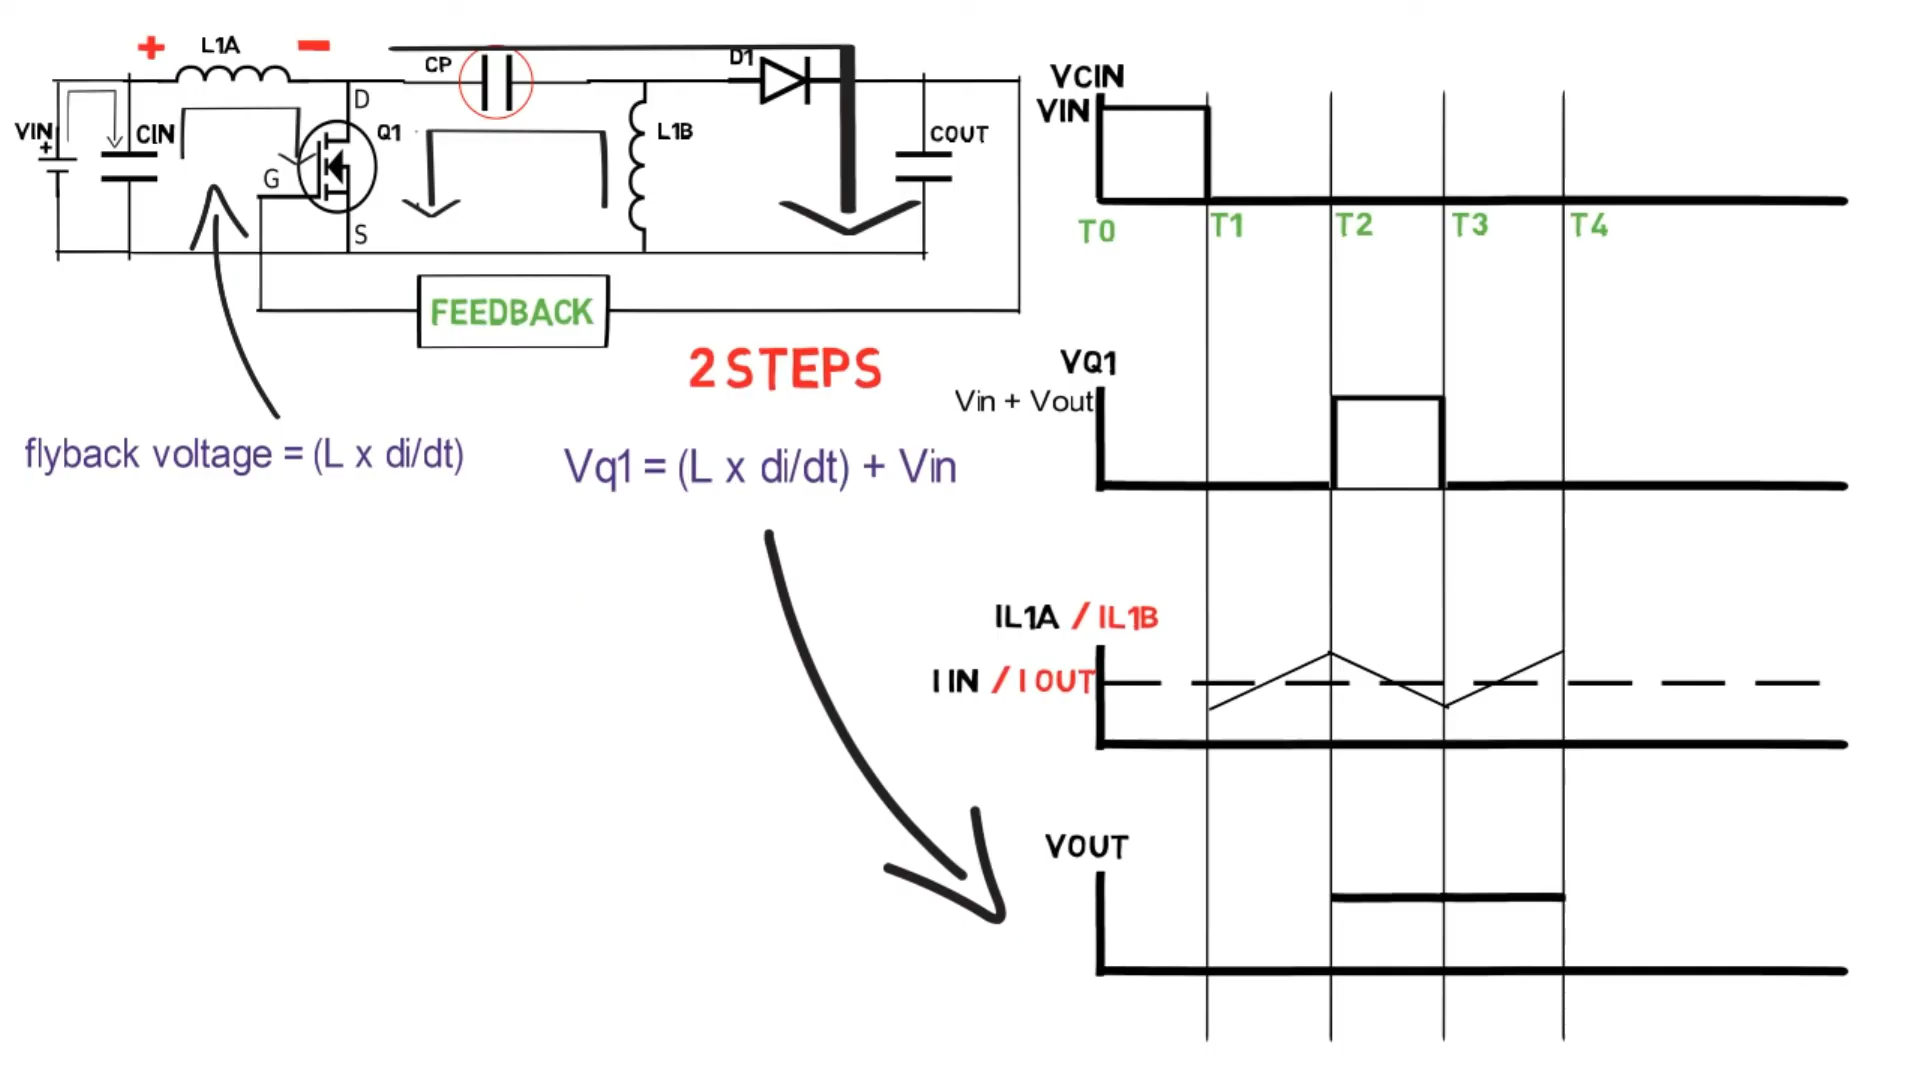 + L1A −
CP
D1
D
VIN
+
CIN
Q1
L1B
COUT
G
S
FEEDBACK
2 STEPS
flyback voltage = (L x di/dt)
Vq1 = (L x di/dt) + Vin
VCIN
VIN
T0 T1 T2 T3 T4
VQ1
Vin + Vout
IL1A / IL1B
I IN / I OUT
VOUT